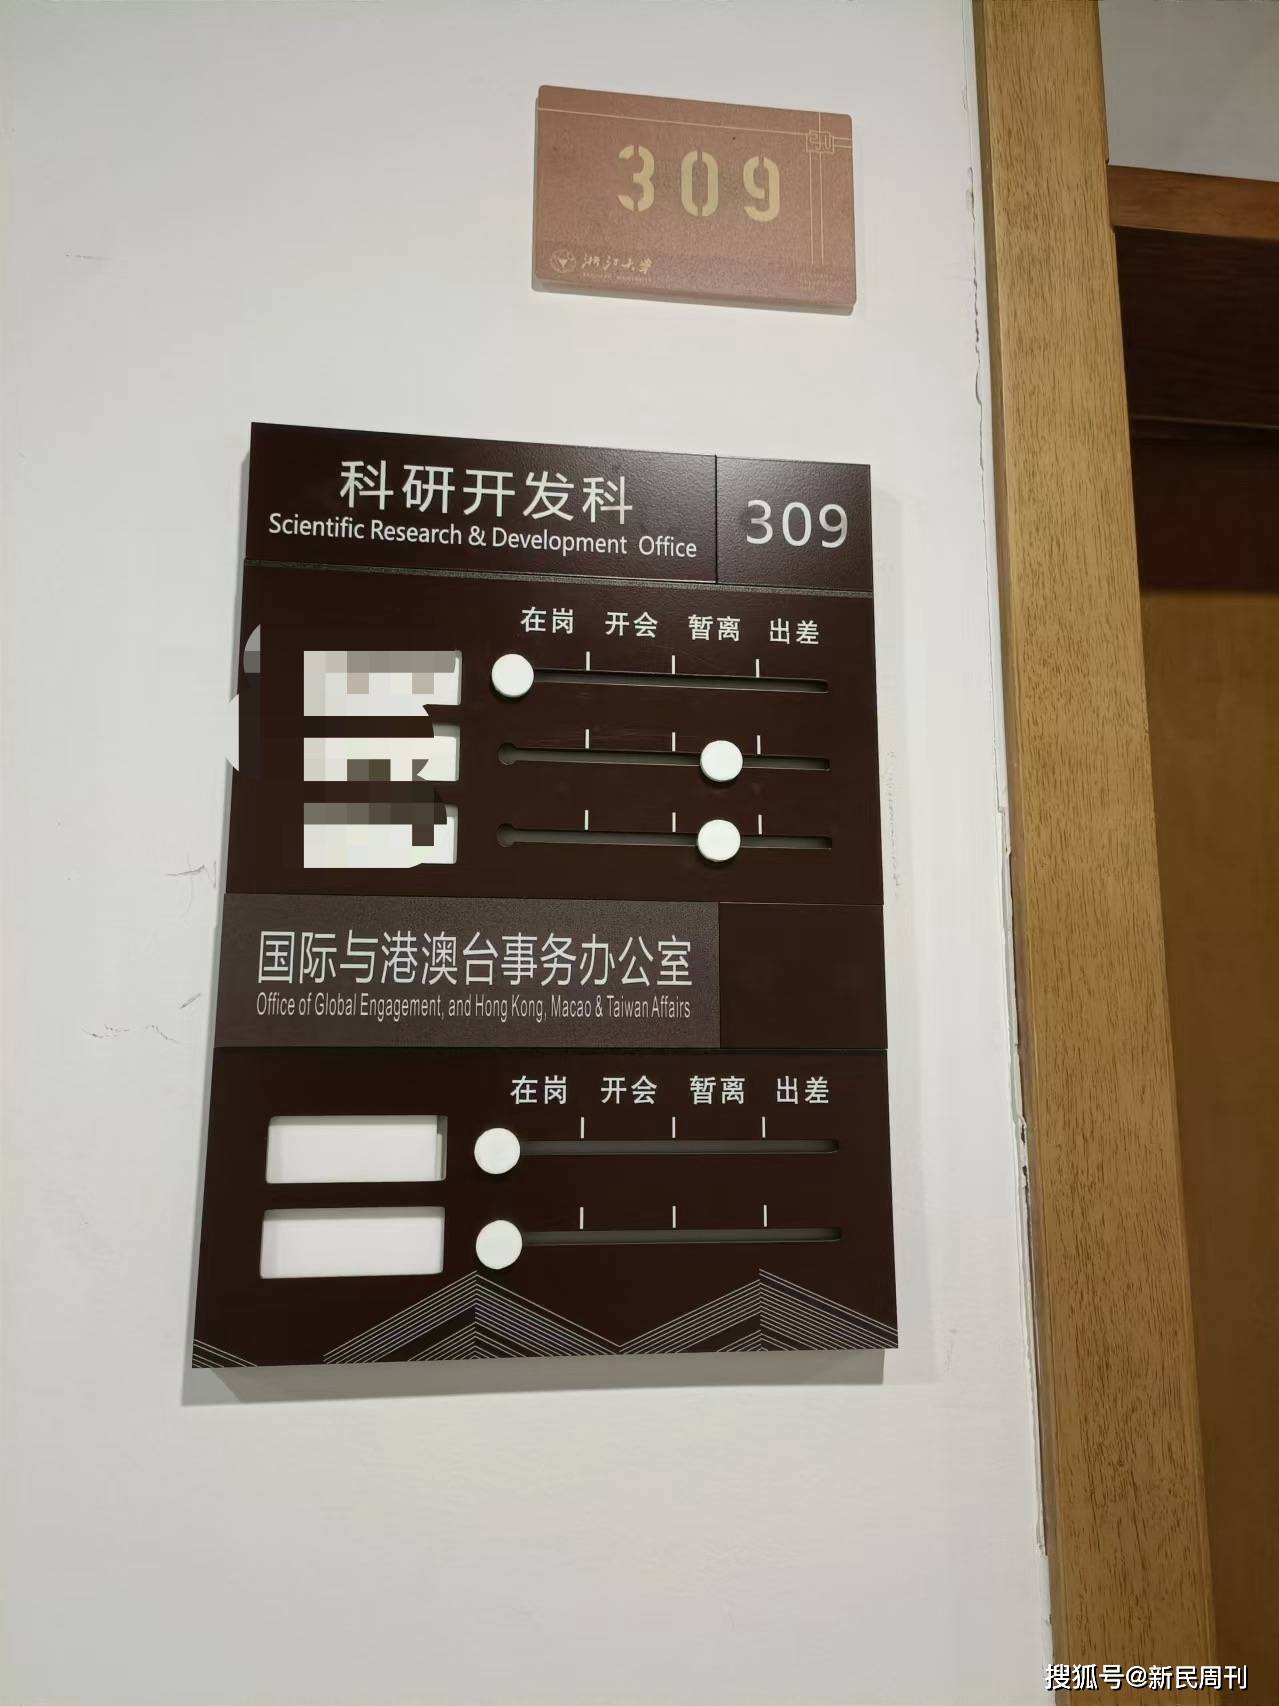 309
浙江大学
科研开发科
Scientific Research & Development Office
309
在岗 开会 暂离 出差
国际与港澳台事务办公室
Office of Global Engagement, and Hong Kong, Macao & Taiwan Affairs
在岗 开会 暂离 出差
搜狐号@新民周刊